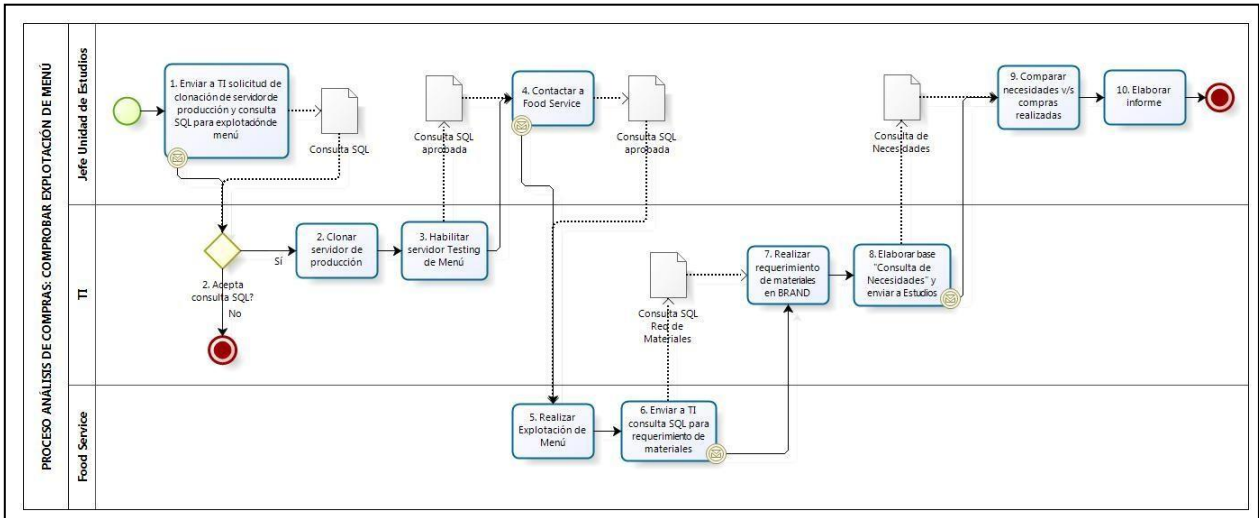 PROCESO ANÁLISIS DE COMPRAS: COMPROBAR EXPLOTACIÓN DE MENÚ
Jefe Unidad de Estudios
1. Enviar a TI solicitud de
clonación de servidor de
producción y consulta
SQL para explotación de
menú
Consulta SQL
Consulta SQL
aprobada
4. Contactar a
Food Service
Consulta SQL
aprobada
Consulta de
Necesidades
9. Comparar
necesidades v/s
compras
realizadas
10. Elaborar
informe
TI
2. Acepta
consulta SQL?
Sí
No
2. Clonar
servidor de
producción
3. Habilitar
servidor Testing
de Menú
Consulta SQL
Req de
Materiales
7. Realizar
requerimiento
de materiales
en BRAND
8. Elaborar base
"Consulta de
Necesidades" y
enviar a Estudios
Food Service
5. Realizar
Explotación de
Menú
6. Enviar a TI
consulta SQL para
requerimiento de
materiales